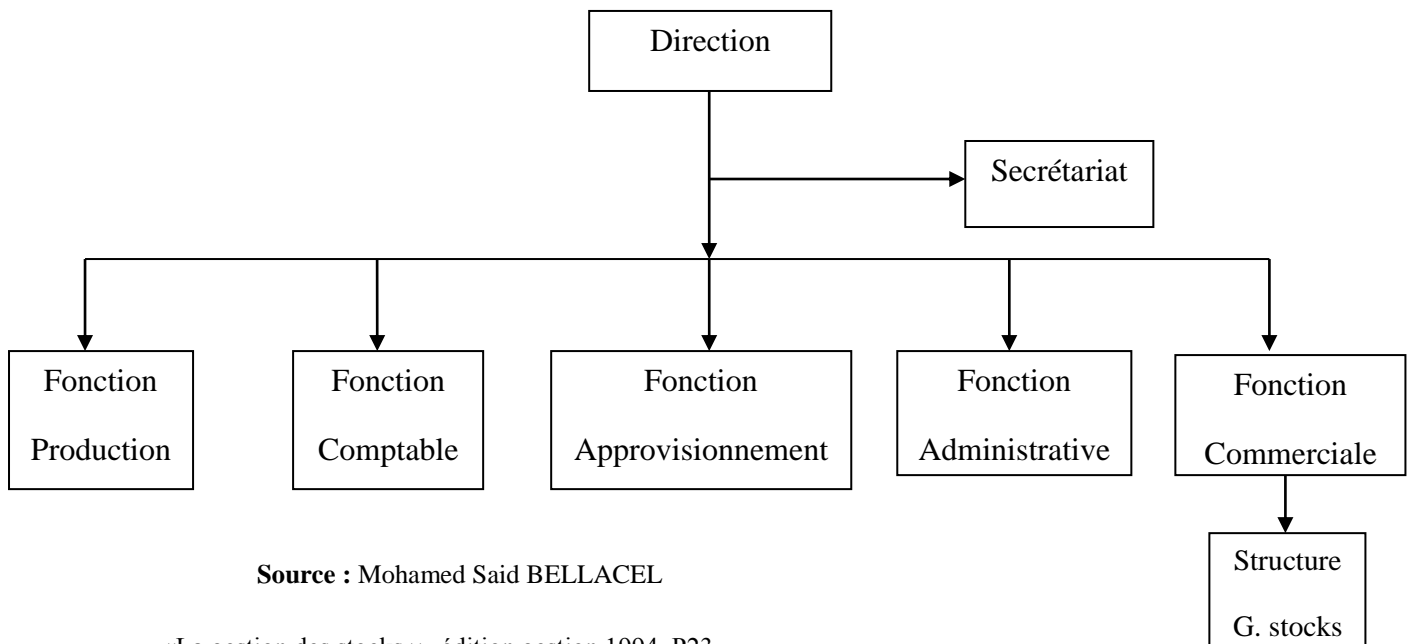 Direction
Secrétariat
Fonction
Production
Fonction
Comptable
Fonction
Approvisionnement
Fonction
Administrative
Fonction
Commerciale
Structure
G. stocks
Source : Mohamed Said BELLACEL
«La gestion des stocks», édition gestion 1994, P23